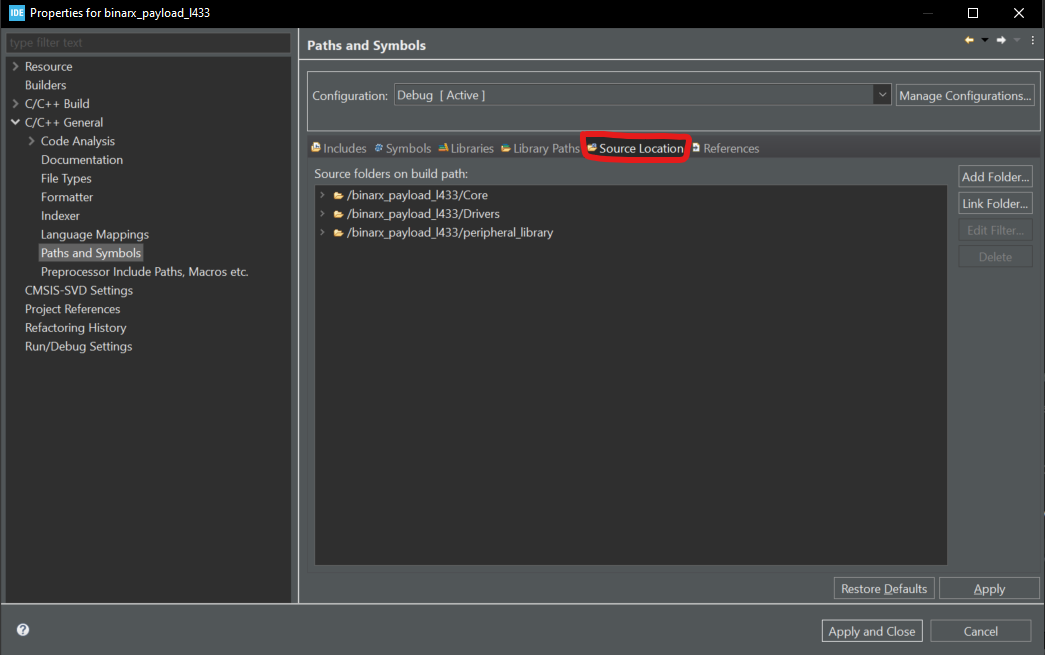 IDE Properties for binarx_payload_l433
type filter text
Resource
Builders
C/C++ Build
C/C++ General
Code Analysis
Documentation
File Types
Formatter
Indexer
Language Mappings
Paths and Symbols
Preprocessor Include Paths, Macros etc.
CMSIS-SVD Settings
Project References
Refactoring History
Run/Debug Settings
Paths and Symbols
Configuration: Debug [ Active ] Manage Configurations...
Includes Symbols Libraries Library Paths Source Location References
Source folders on build path:
/binarx_payload_l433/Core
/binarx_payload_l433/Drivers
/binarx_payload_l433/peripheral_library
Add Folder...
Link Folder...
Edit Filter...
Delete
Restore Defaults Apply
Apply and Close Cancel